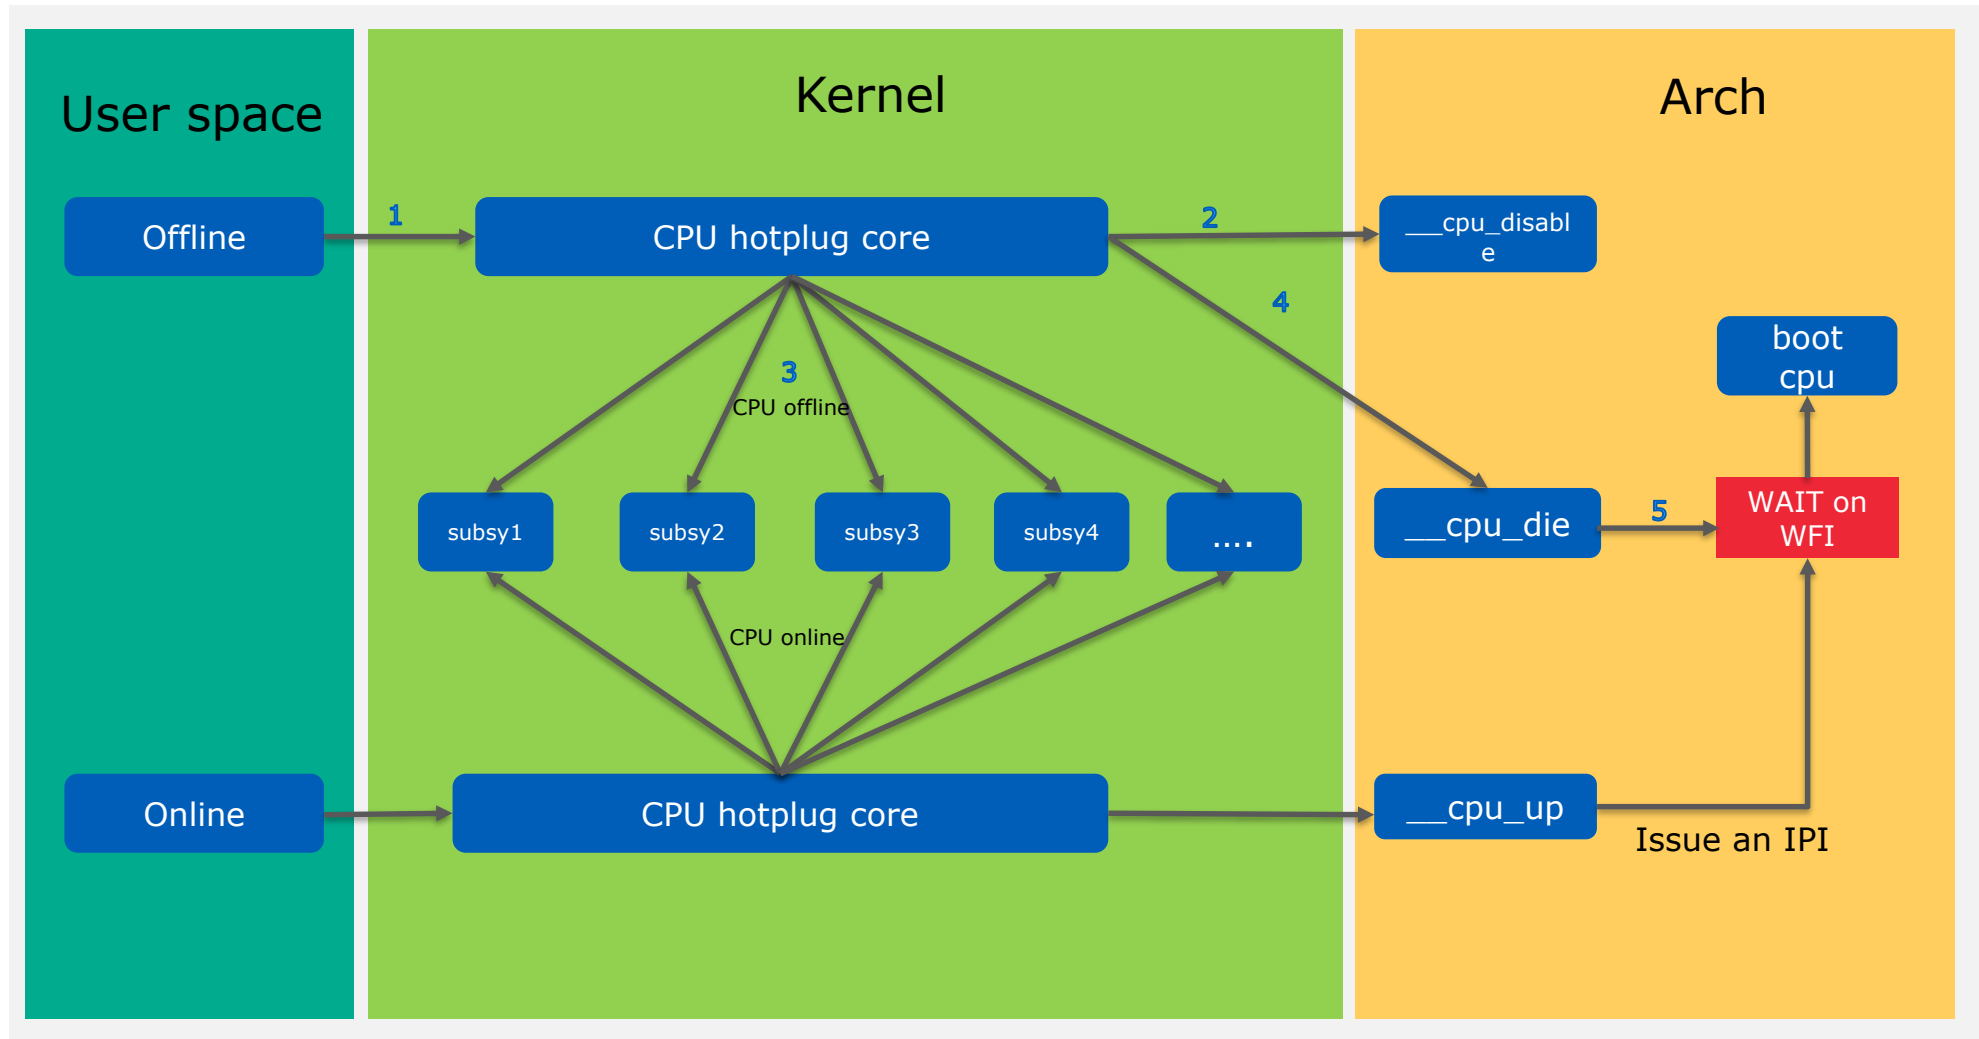 User space
Kernel
Arch
Offline
1
CPU hotplug core
2
___cpu_disabl
e
4
boot
cpu
3
CPU offline
subsy1
subsy2
subsy3
subsy4
....
__cpu_die
5
WAIT on
WFI
CPU online
Online
CPU hotplug core
__cpu_up
Issue an IPI